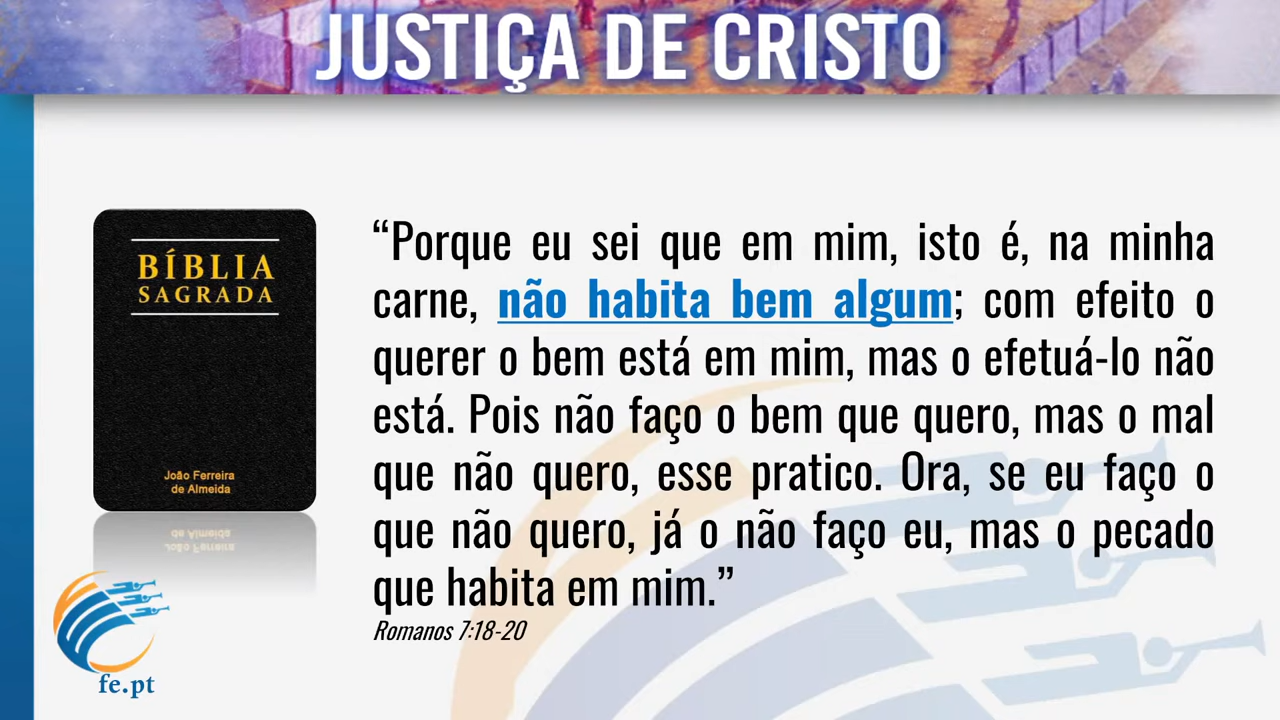 JUSTIÇA DE CRISTO
BÍBLIA
SAGRADA
João Ferreira
de Almeida
fe.pt
“Porque eu sei que em mim, isto é, na minha
carne, não habita bem algum; com efeito o
querer o bem está em mim, mas o efetuá-lo não
está. Pois não faço o bem que quero, mas o mal
que não quero, esse pratico. Ora, se eu faço o
que não quero, já o não faço eu, mas o pecado
que habita em mim.”
Romanos 7:18-20